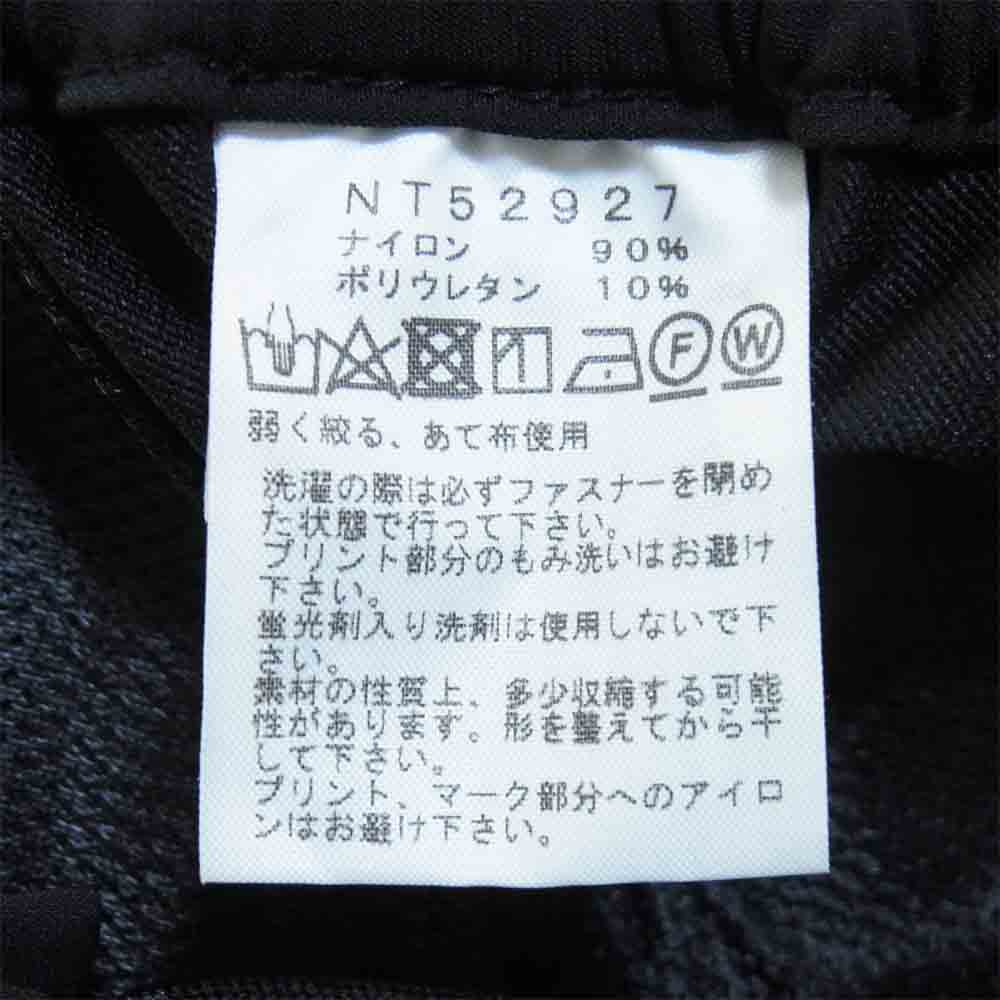 NT52927
ナイロン 90%
ポリウレタン 10%
F W
弱く絞る、あて布使用
洗濯の際は必ずファスナーを閉め
た状態で行って下さい。
プリント部分のもみ洗いはお避け
下さい。
蛍光剤入り洗剤は使用しないで下
さい。
素材の性質上、多少収縮する可能
性があります。形を整えてから干
して下さい。
プリント、マーク部分へのアイロ
ンはお避け下さい。